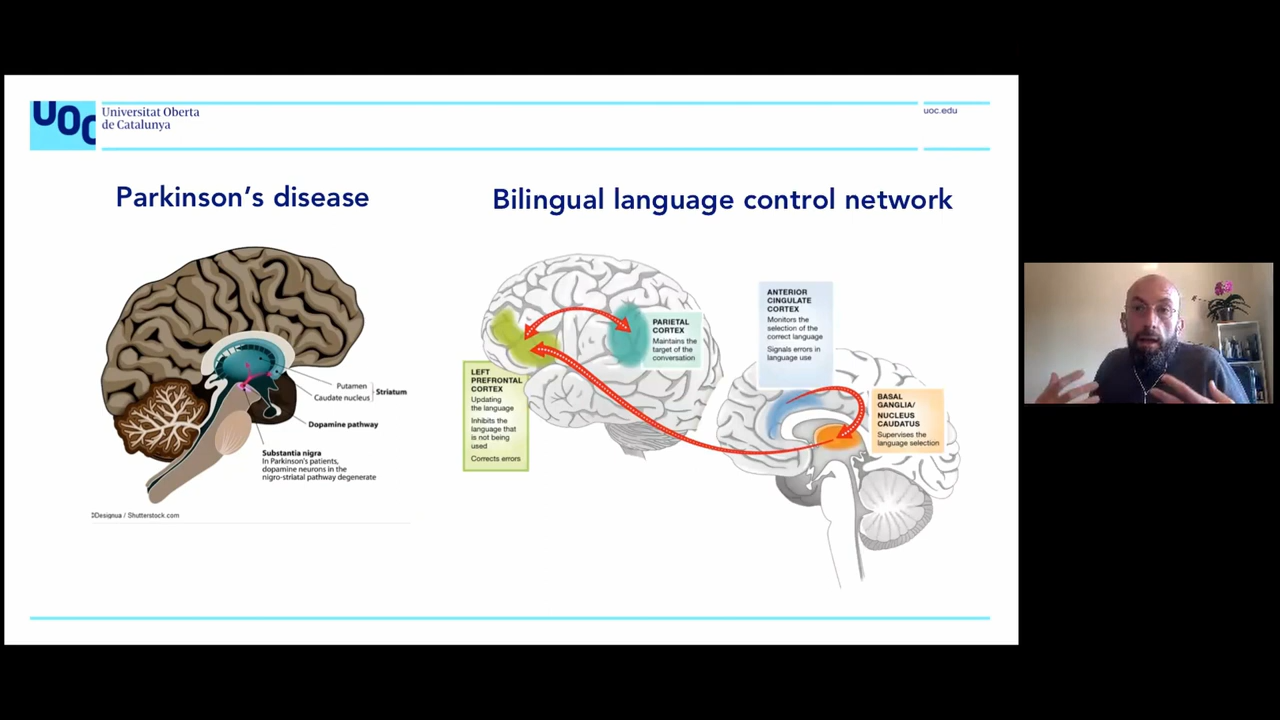 UOC
Universitat Oberta
de Catalunya
uoc.edu
Parkinson's disease
Bilingual language control network
Putamen
Caudate nucleus
Striatum
Dopamine pathway
Substantia nigra
In Parkinson's patients,
dopamine neurons in the
nigro-striatal pathway degenerate
©Designua / Shutterstock.com
LEFT
PREFRONTAL
CORTEX
Updating
the language
Inhibits the
language that
is not being
used
Corrects errors
PARIETAL
CORTEX
Maintains the
target of the
conversation
ANTERIOR
CINGULATE
CORTEX
Monitors the
selection of the
correct language
Signals errors in
language use
BASAL
GANGLIA/
NUCLEUS
CAUDATUS
Supervises the
language selection